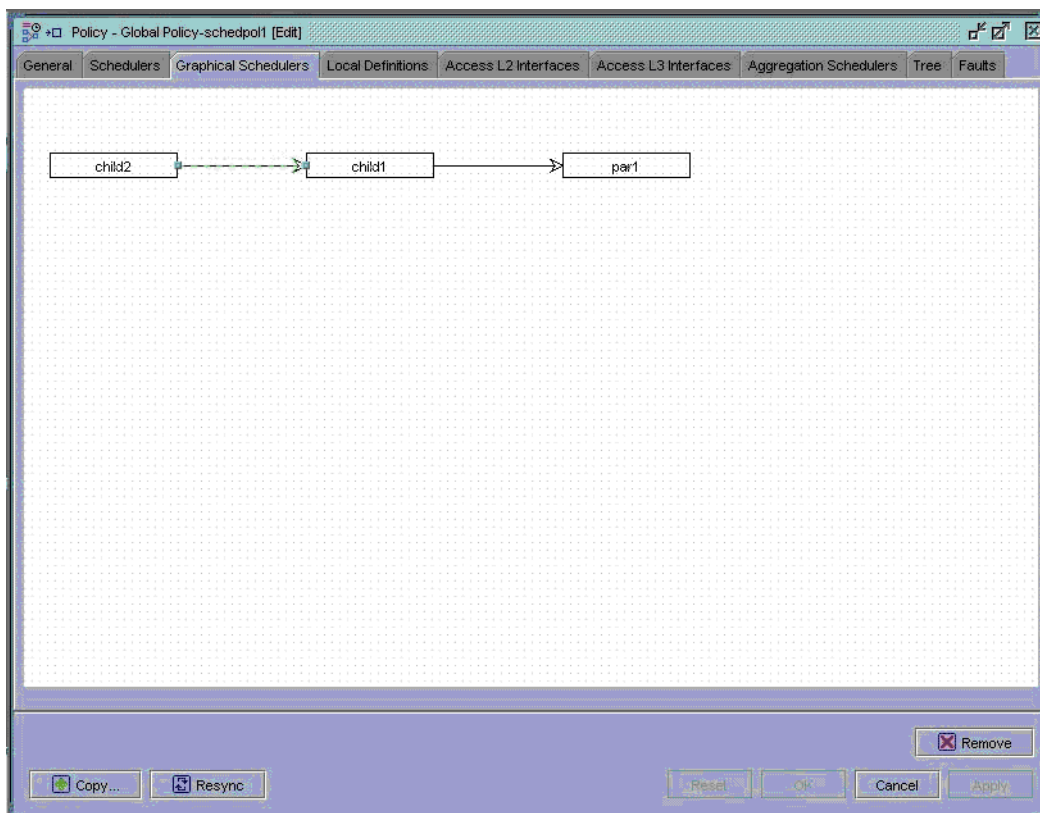 Policy - Global Policy-schedpol1 [Edit]
General Schedulers Graphical Schedulers Local Definitions Access L2 Interfaces Access L3 Interfaces Aggregation Schedulers Tree Faults
child2 child1 par1
Remove
Copy... Resync Reset OK Cancel Apply